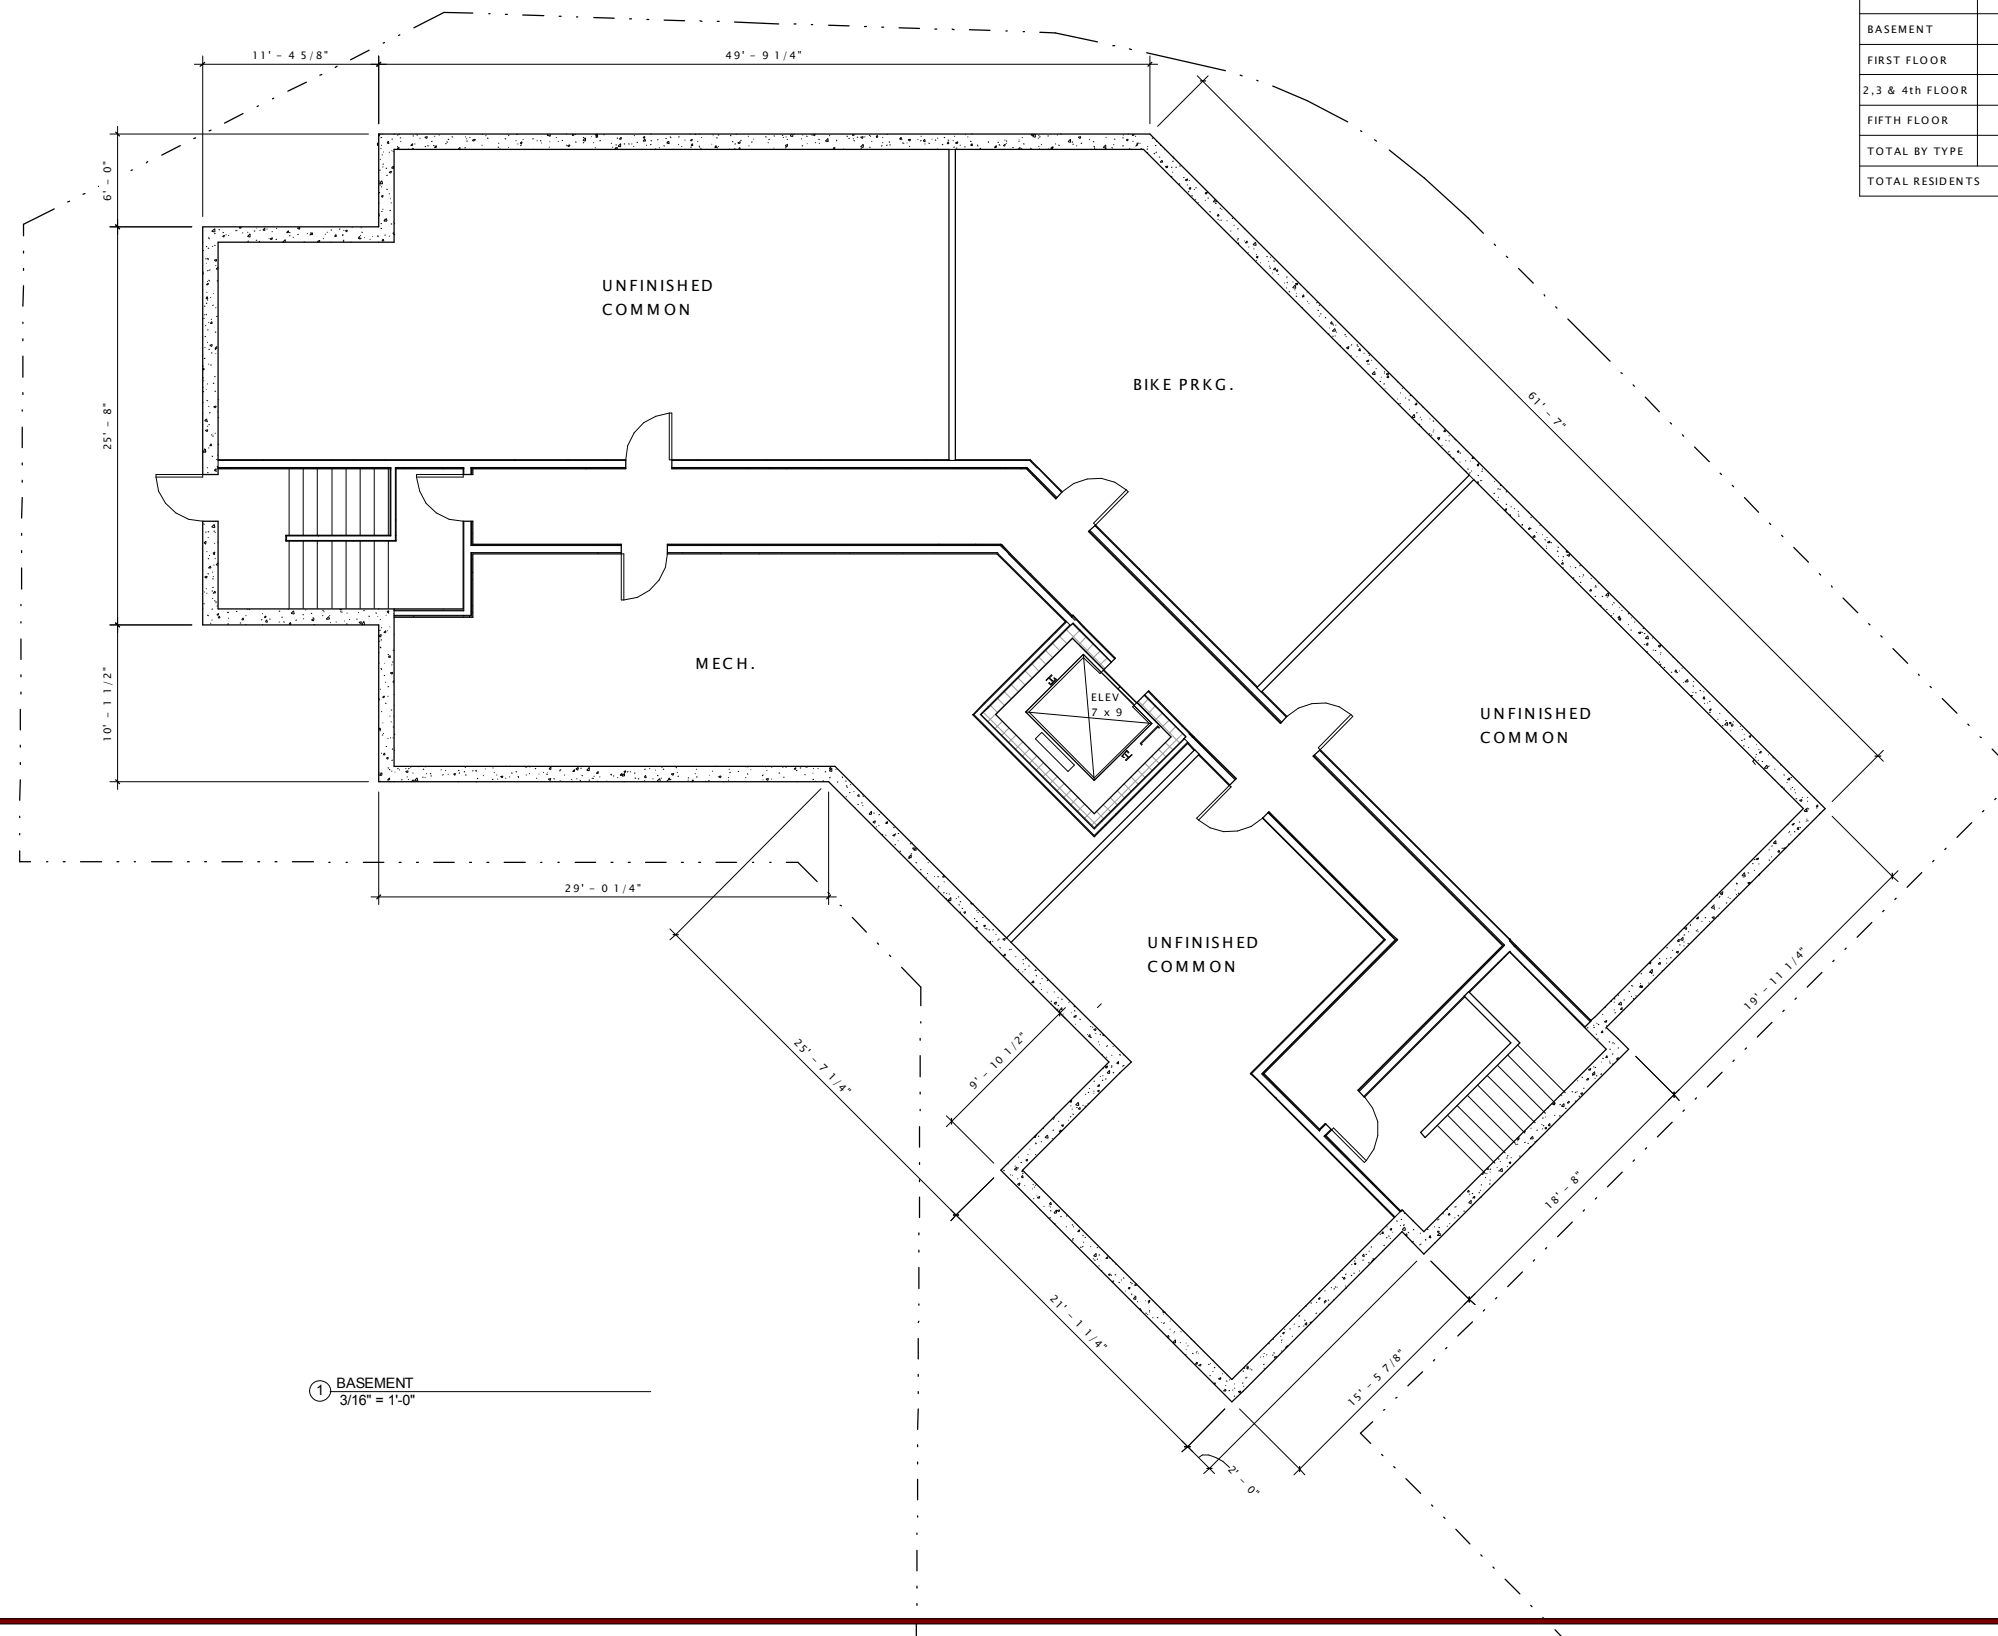 BASEMENT
FIRST FLOOR
2,3 & 4th FLOOR
FIFTH FLOOR
TOTAL BY TYPE
TOTAL RESIDENTS
11' - 4 5/8"
49' - 9 1/4"
6' - 0"
25' - 8"
10' - 1 1/2"
61' - 7"
UNFINISHED
COMMON
BIKE PRKG.
MECH.
ELEV
7 x 9
UNFINISHED
COMMON
29' - 0 1/4"
UNFINISHED
COMMON
19' - 11 1/4"
25' - 7 1/4"
9' - 10 1/2"
18' - 8"
21' - 1 1/4"
15' - 5 7/8"
2' - 0"
1 BASEMENT
3/16" = 1'-0"